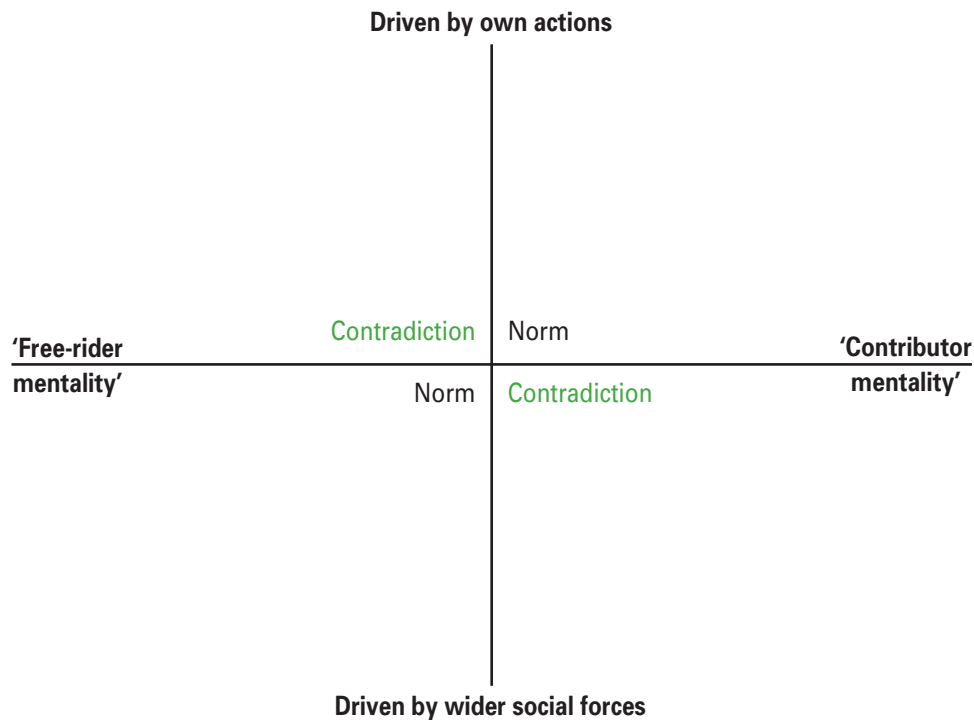 Driven by own actions
Contradiction
Norm
‘Free-rider
mentality’
‘Contributor
mentality’
Norm
Contradiction
Driven by wider social forces